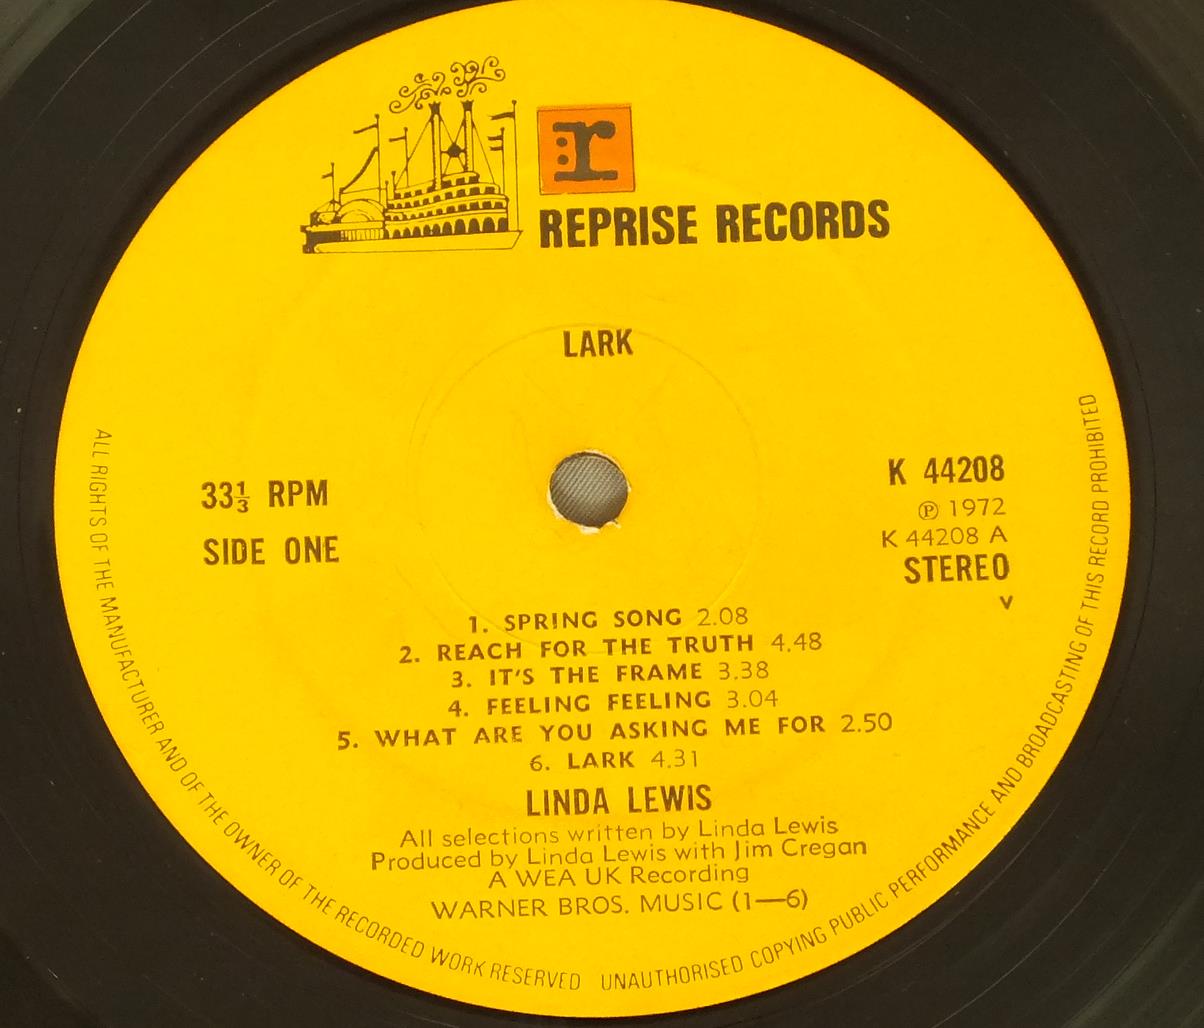 r
REPRISE RECORDS
LARK
33⅓ RPM
SIDE ONE
K 44208
℗ 1972
K 44208 A
STEREO
V
1. SPRING SONG 2.08
2. REACH FOR THE TRUTH 4.48
3. IT'S THE FRAME 3.38
4. FEELING FEELING 3.04
5. WHAT ARE YOU ASKING ME FOR 2.50
6. LARK 4.31
LINDA LEWIS
All selections written by Linda Lewis
Produced by Linda Lewis with Jim Cregan
A WEA UK Recording
WARNER BROS. MUSIC (1—6)
ALL RIGHTS OF THE MANUFACTURER AND OF THE OWNER OF THE RECORDED WORK RESERVED UNAUTHORISED COPYING PUBLIC PERFORMANCE AND BROADCASTING OF THIS RECORD PROHIBITED